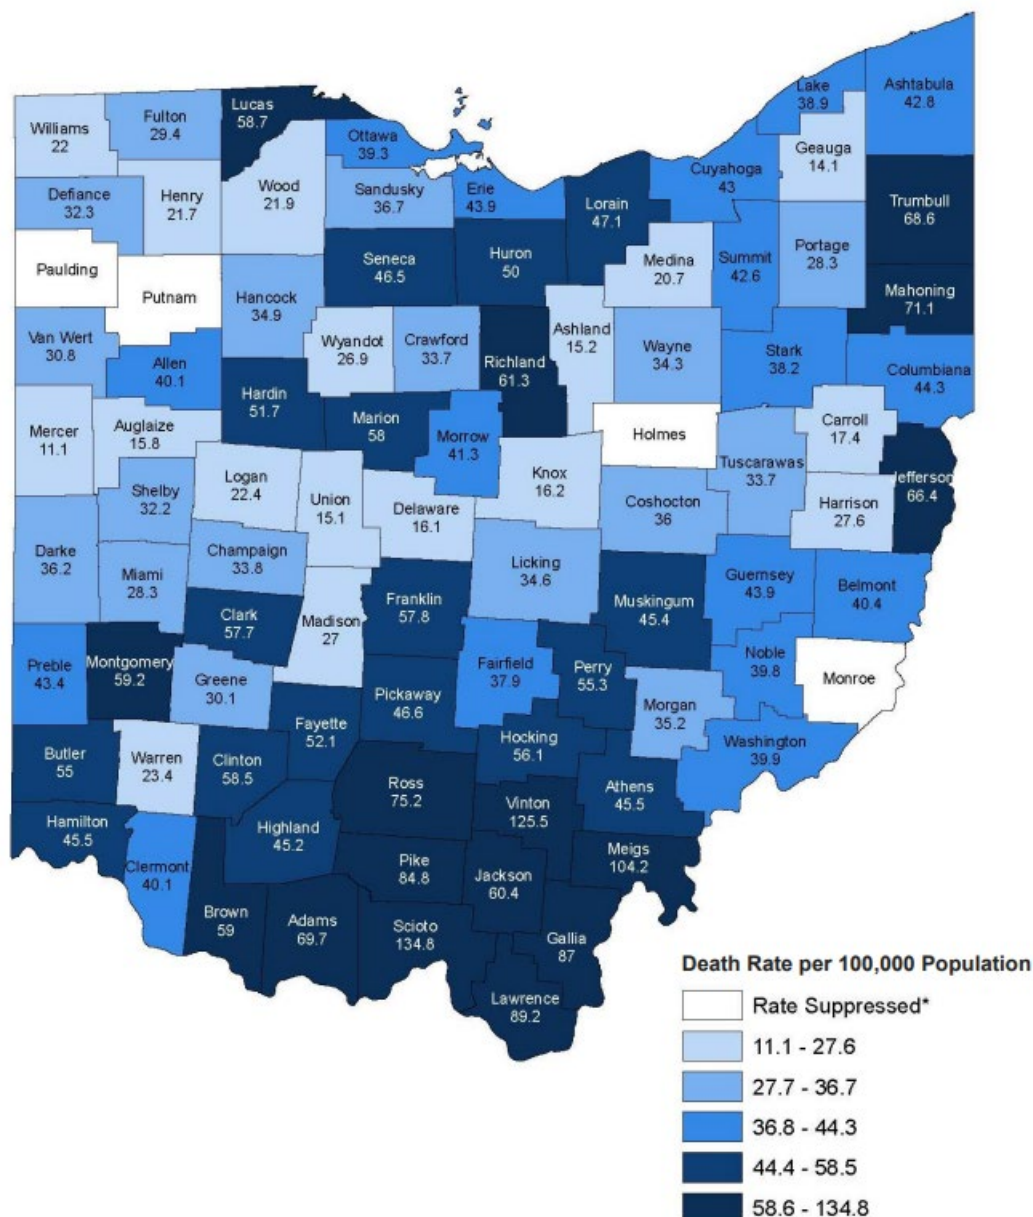 Lake
38.9
Ashtabula
42.8
Williams
22
Fulton
29.4
Lucas
58.7
Ottawa
39.3
Geauga
14.1
Cuyahoga
43
Defiance
32.3
Henry
21.7
Wood
21.9
Sandusky
36.7
Erie
43.9
Lorain
47.1
Trumbull
68.6
Medina
20.7
Summit
42.6
Portage
28.3
Paulding
Putnam
Hancock
34.9
Seneca
46.5
Huron
50
Mahoning
71.1
Van Wert
30.8
Allen
40.1
Wyandot
26.9
Crawford
33.7
Richland
61.3
Ashland
15.2
Wayne
34.3
Stark
38.2
Columbiana
44.3
Hardin
51.7
Marion
58
Morrow
41.3
Holmes
Carroll
17.4
Mercer
11.1
Auglaize
15.8
Logan
22.4
Union
15.1
Delaware
16.1
Knox
16.2
Coshocton
36
Tuscarawas
33.7
Harrison
27.6
Jefferson
66.4
Shelby
32.2
Darke
36.2
Miami
28.3
Champaign
33.8
Clark
57.7
Madison
27
Franklin
57.8
Licking
34.6
Muskingum
45.4
Guernsey
43.9
Belmont
40.4
Preble
43.4
Montgomery
59.2
Greene
30.1
Fayette
52.1
Pickaway
46.6
Fairfield
37.9
Perry
55.3
Morgan
35.2
Noble
39.8
Monroe
Washington
39.9
Butler
55
Warren
23.4
Clinton
58.5
Ross
75.2
Hocking
56.1
Vinton
125.5
Athens
45.5
Hamilton
45.5
Clermont
40.1
Highland
45.2
Pike
84.8
Jackson
60.4
Meigs
104.2
Brown
59
Adams
69.7
Scioto
134.8
Gallia
87
Lawrence
89.2
Death Rate per 100,000 Population
Rate Suppressed*
11.1 - 27.6
27.7 - 36.7
36.8 - 44.3
44.4 - 58.5
58.6 - 134.8